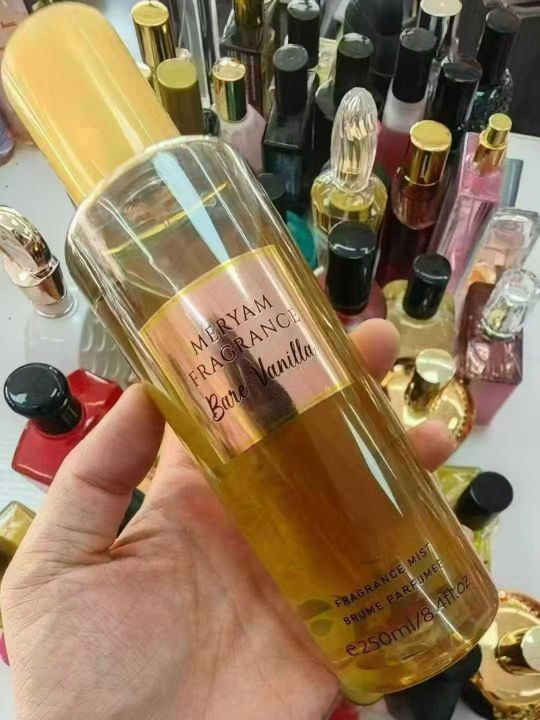 MERYAM
FRAGRANCE
Bare Vanilla
FRAGRANCE MIST
BRUME PARFUMEE
e250ml/8.4fl.oz